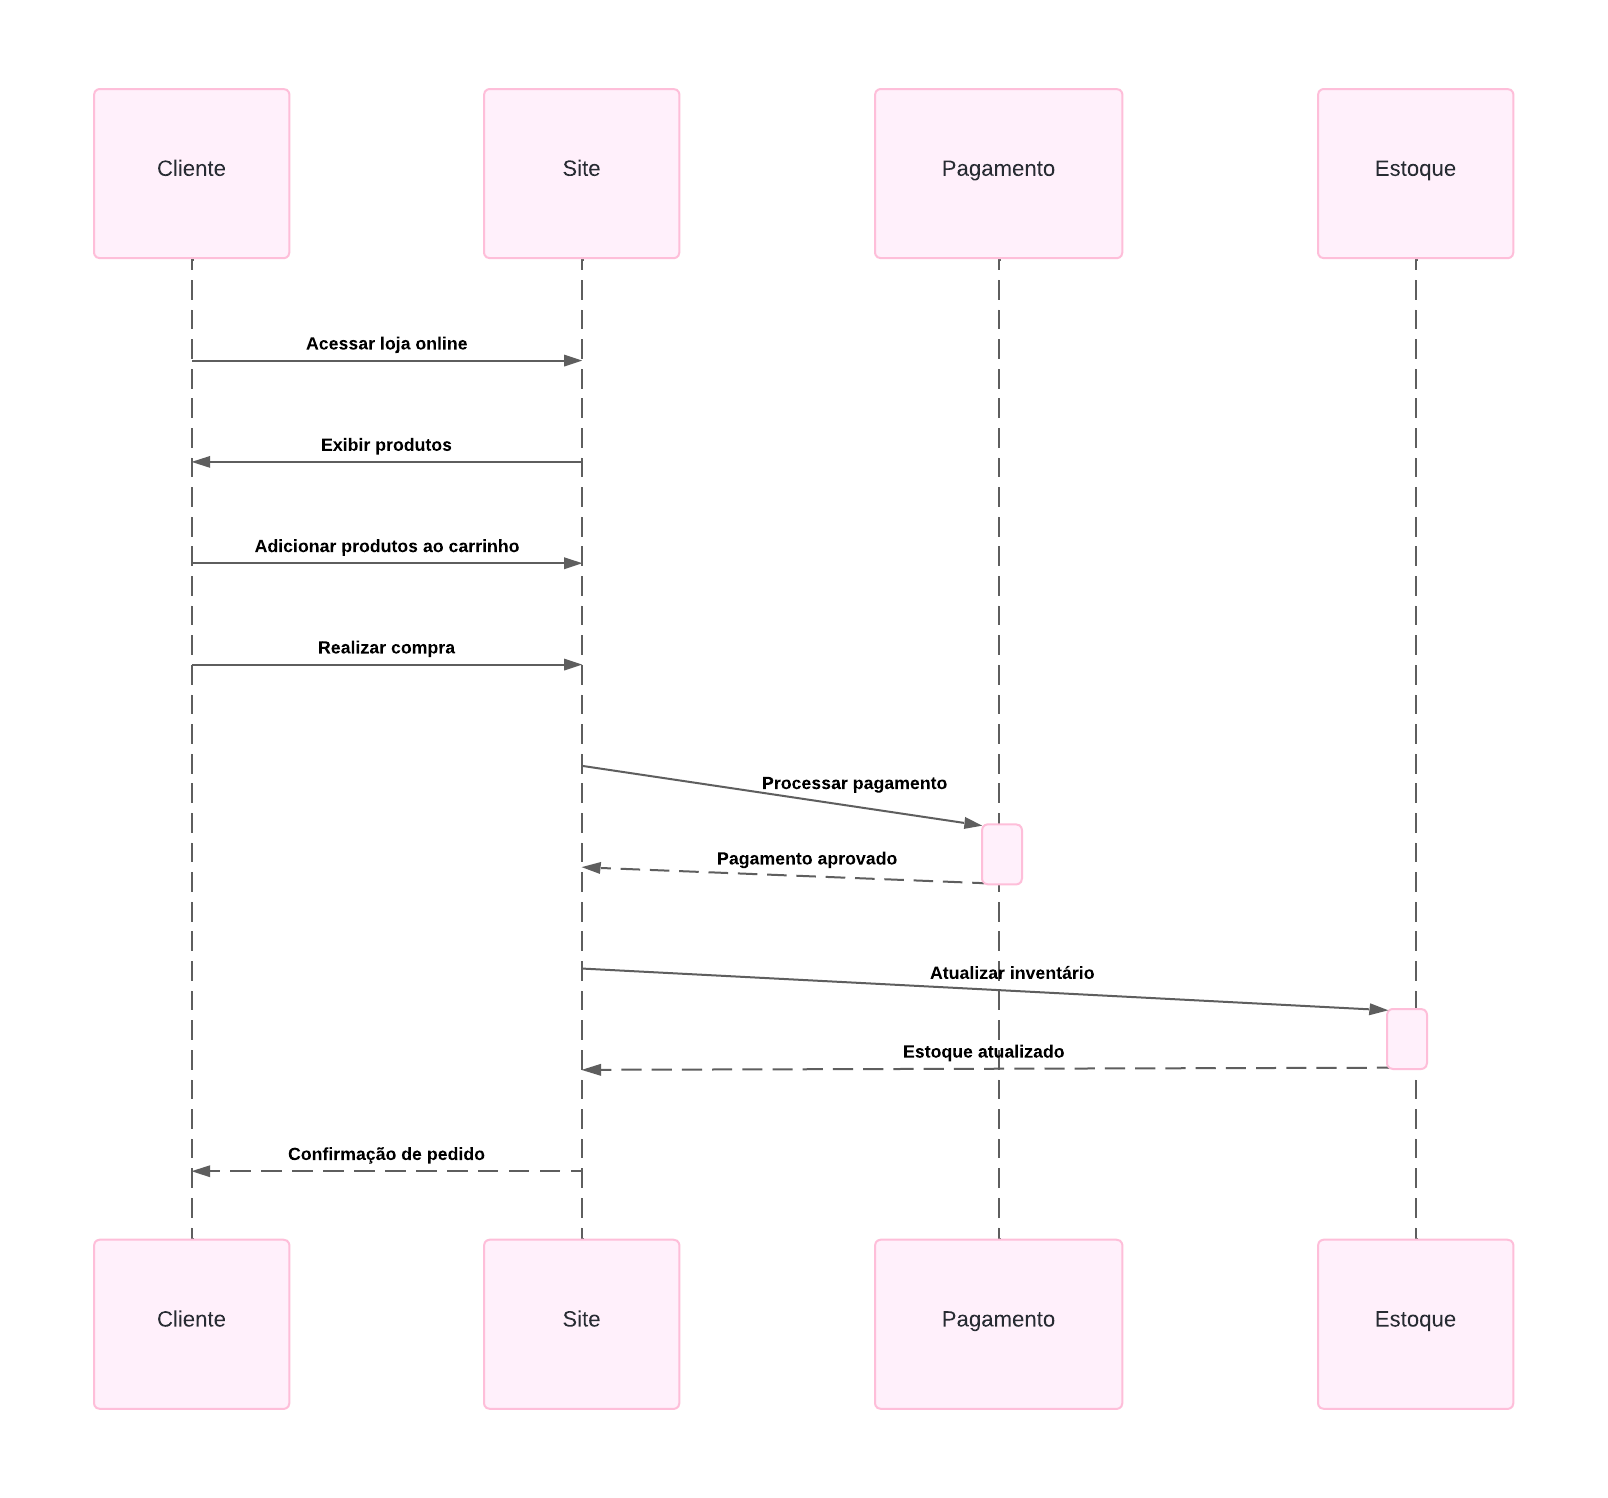 Cliente
Site
Pagamento
Estoque
Acessar loja online
Exibir produtos
Adicionar produtos ao carrinho
Realizar compra
Processar pagamento
Pagamento aprovado
Atualizar inventário
Estoque atualizado
Confirmação de pedido
Cliente
Site
Pagamento
Estoque